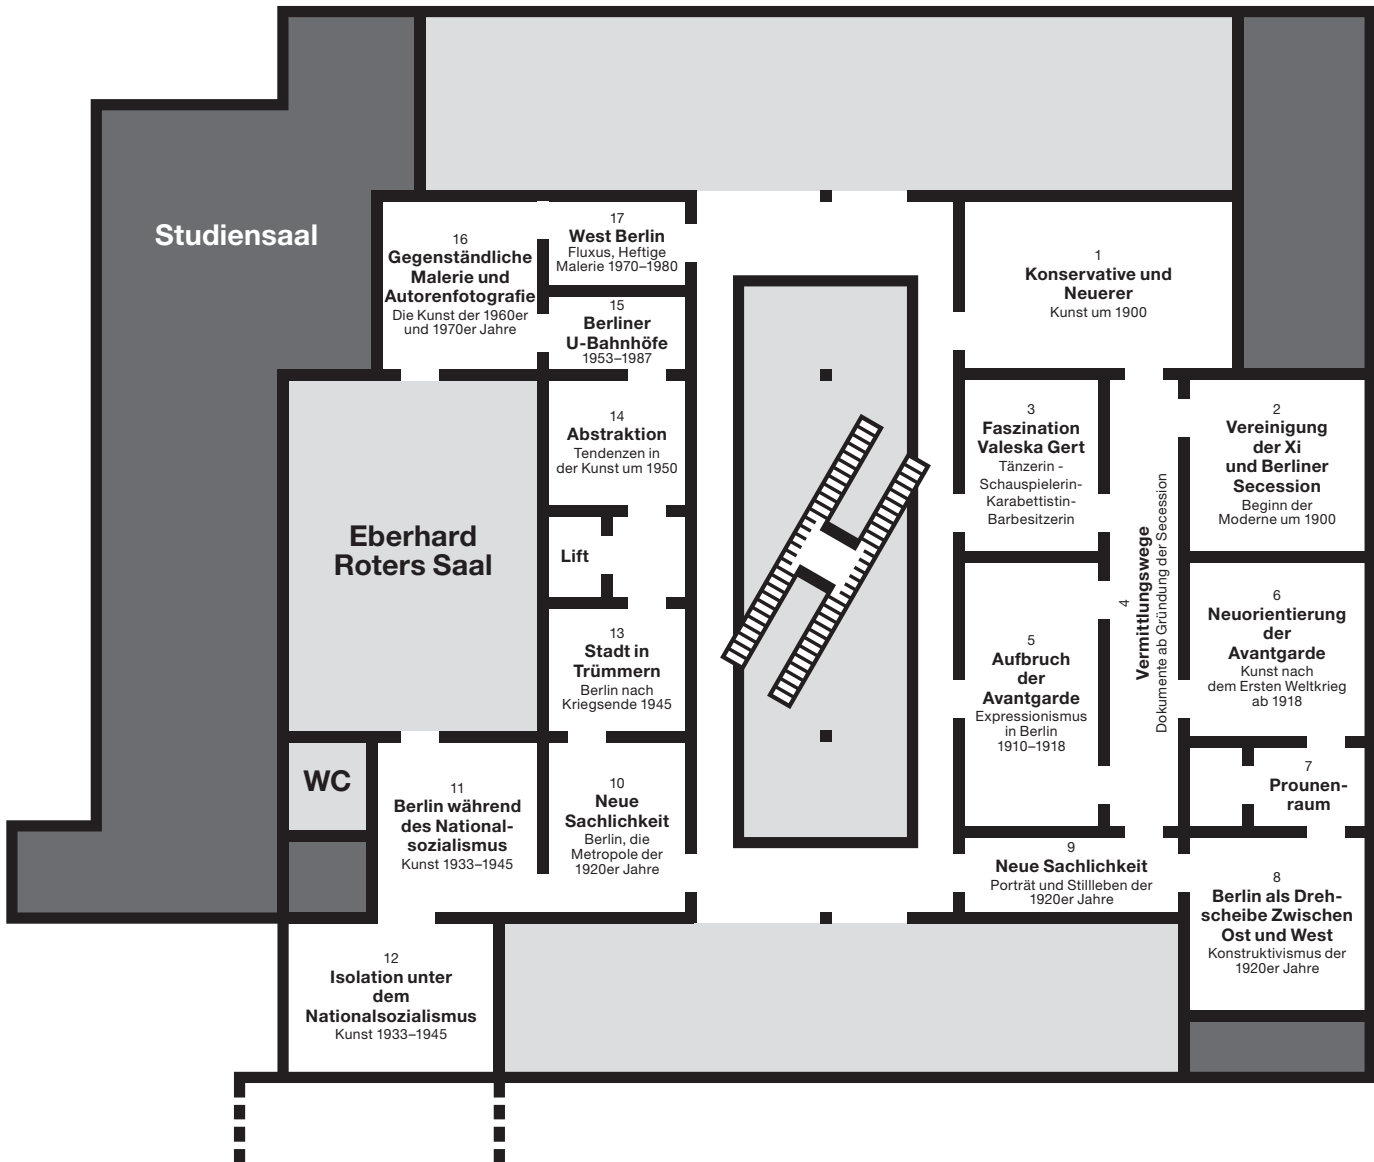 Studiensaal
16
Gegenständliche
Malerie und
Autorenfotografie
Die Kunst der 1960er
und 1970er Jahre
17
West Berlin
Fluxus, Heftige
Malerie 1970–1980
15
Berliner
U-Bahnhöfe
1953–1987
1
Konservative und
Neuerer
Kunst um 1900
14
Abstraktion
Tendenzen in
der Kunst um 1950
3
Faszination
Valeska Gert
Tänzerin -
Schauspielerin-
Karabettistin-
Barbesitzerin
2
Vereinigung
der Xi
und Berliner
Secession
Beginn der
Moderne um 1900
Eberhard
Roters Saal
Lift
4
Vermittlungswege
Dokumente ab Gründung der Secession
13
Stadt in
Trümmern
Berlin nach
Kriegsende 1945
5
Aufbruch
der
Avantgarde
Expressionismus
in Berlin
1910–1918
6
Neuorientierung
der
Avantgarde
Kunst nach
dem Ersten Weltkrieg
ab 1918
WC
11
Berlin während
des National-
sozialismus
Kunst 1933–1945
10
Neue
Sachlichkeit
Berlin, die
Metropole der
1920er Jahre
7
Prounen-
raum
9
Neue Sachlichkeit
Porträt und Stillleben der
1920er Jahre
8
Berlin als Dreh-
scheibe Zwischen
Ost und West
Konstruktivismus der
1920er Jahre
12
Isolation unter
dem
Nationalsozialismus
Kunst 1933–1945